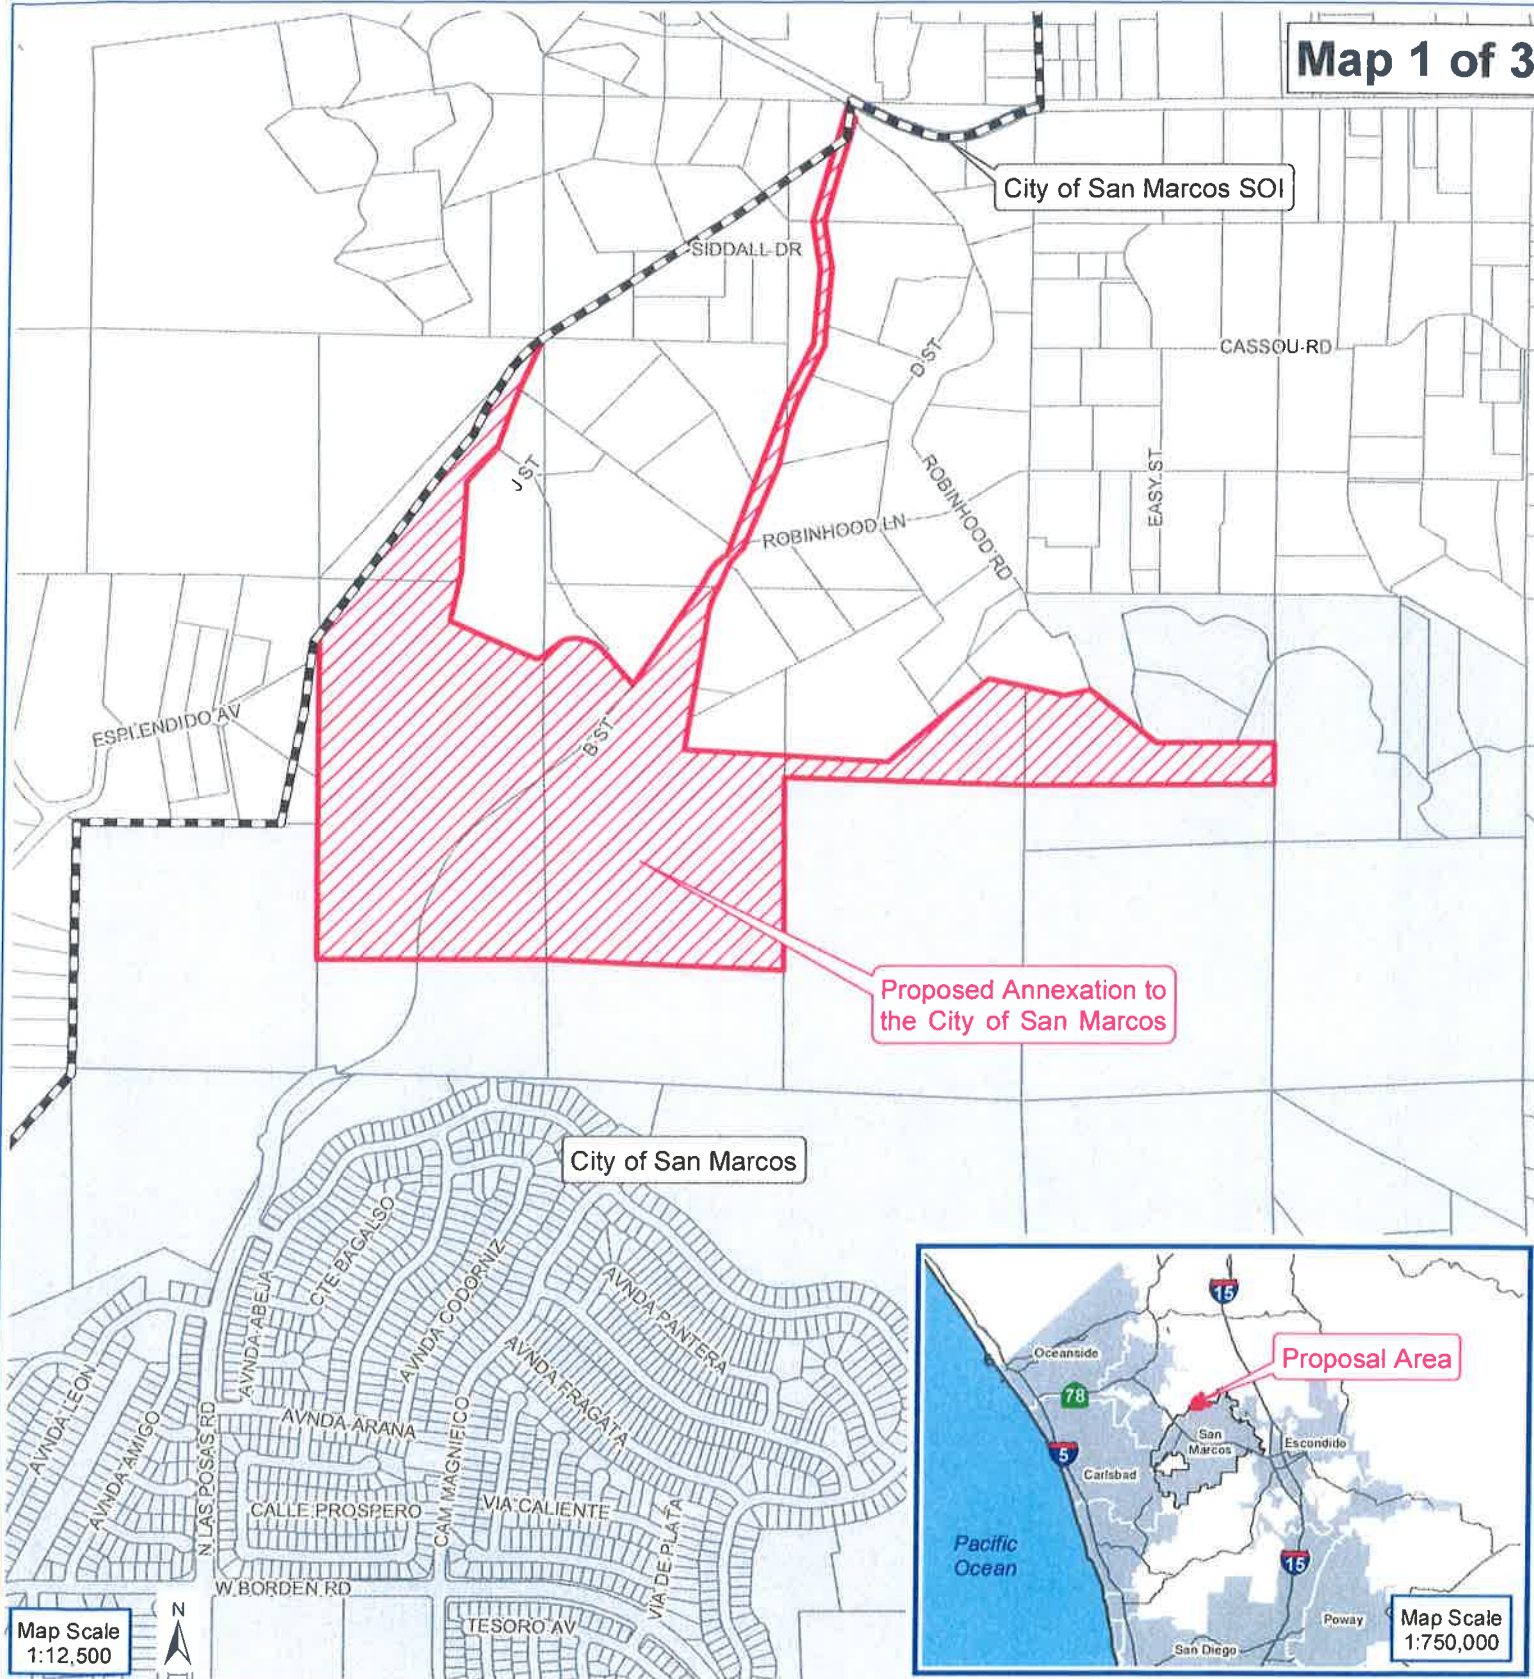 Map 1 of 3
City of San Marcos SOI
SIDDALL DR
CASSOU RD
D ST
J ST
ROBINHOOD RD
EASY ST
ROBINHOOD LN
ESPLENDIDO AV
B ST
Proposed Annexation to
the City of San Marcos
City of San Marcos
CTE BAGALSO
AVNDA CODORNIZ
AVNDA ABEJA
AVNDA PANTERA
AVNDA FRAGATA
AVNDA LEON
AVNDA AMIGO
N LAS POSAS RD
AVNDA ARANA
CAM MAGNIFICO
CALLE PROSPERO
VIA CALIENTE
VIA DE PLATA
W BORDEN RD
TESORO AV
Map Scale
1:12,500
N
15
Oceanside
Proposal Area
78
San
Marcos
Escondido
5
Carlsbad
Pacific
Ocean
15
Poway
San Diego
Map Scale
1:750,000